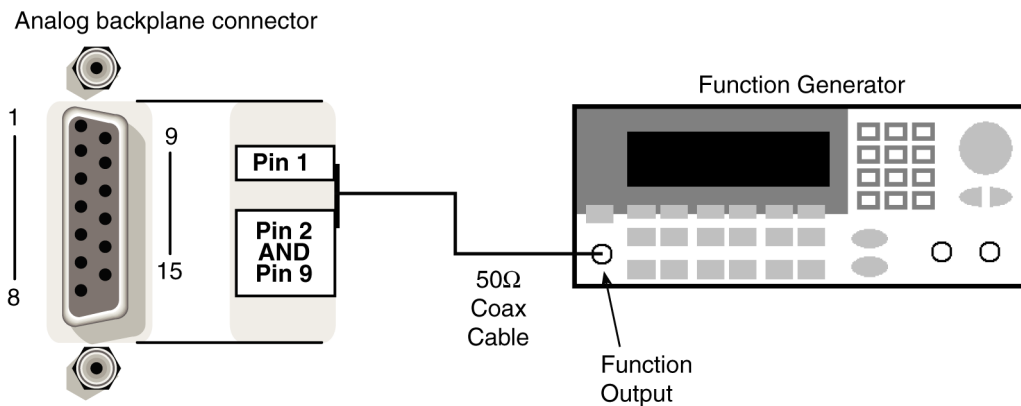 Analog backplane connector
1
8
9
15
Pin 1
Pin 2
AND
Pin 9
50Ω
Coax
Cable
Function Generator
Function
Output